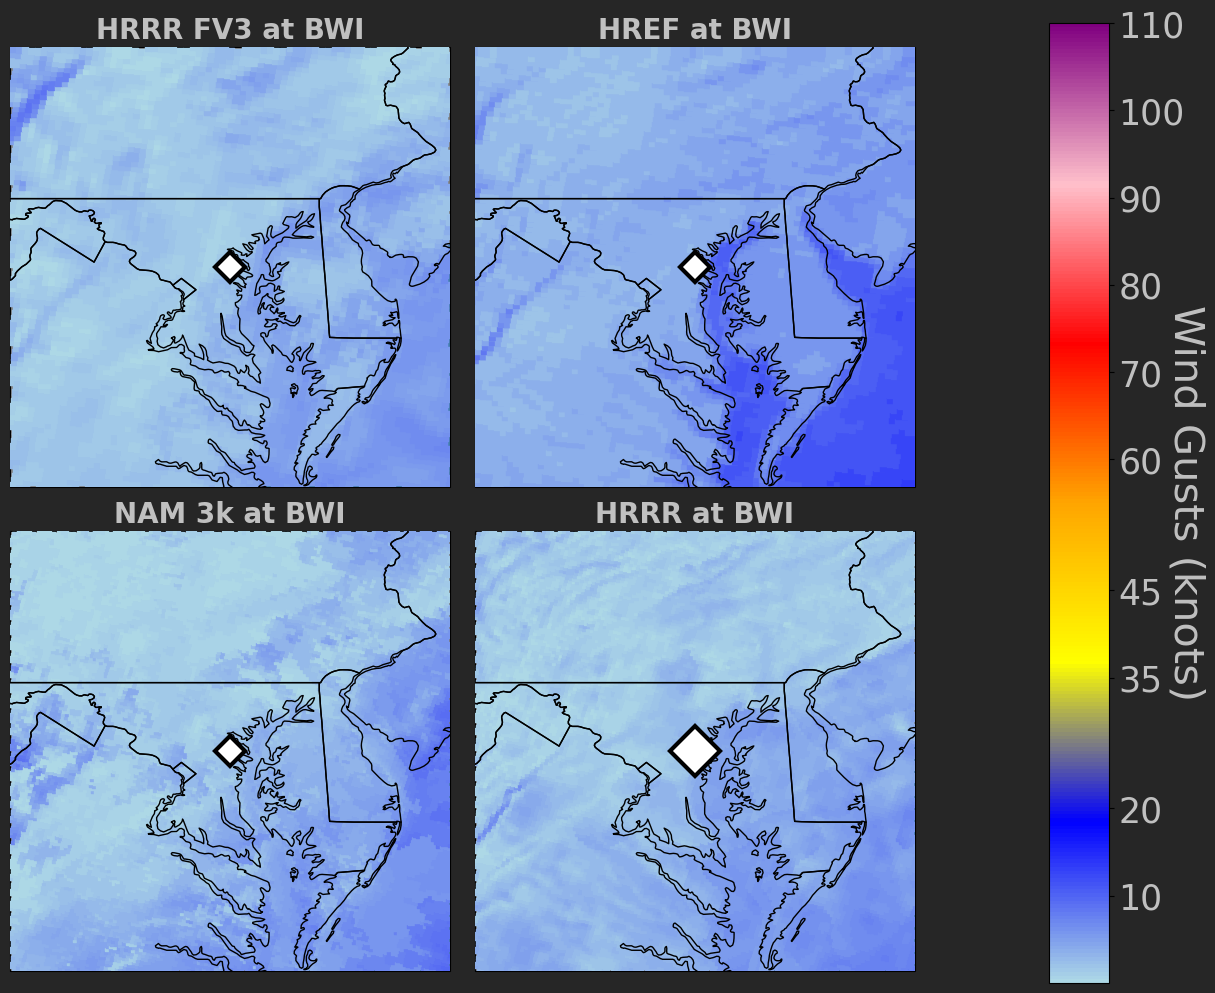 HRRR FV3 at BWI
HREF at BWI
NAM 3k at BWI
HRRR at BWI
110
100
90
80
70
60
45
35
20
10
Wind Gusts (knots)